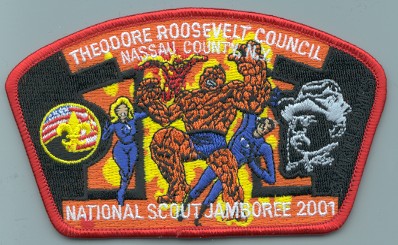 THEODORE ROOSEVELT COUNCIL
NASSAU COUNTY, N.Y.
NATIONAL SCOUT JAMBOREE 2001